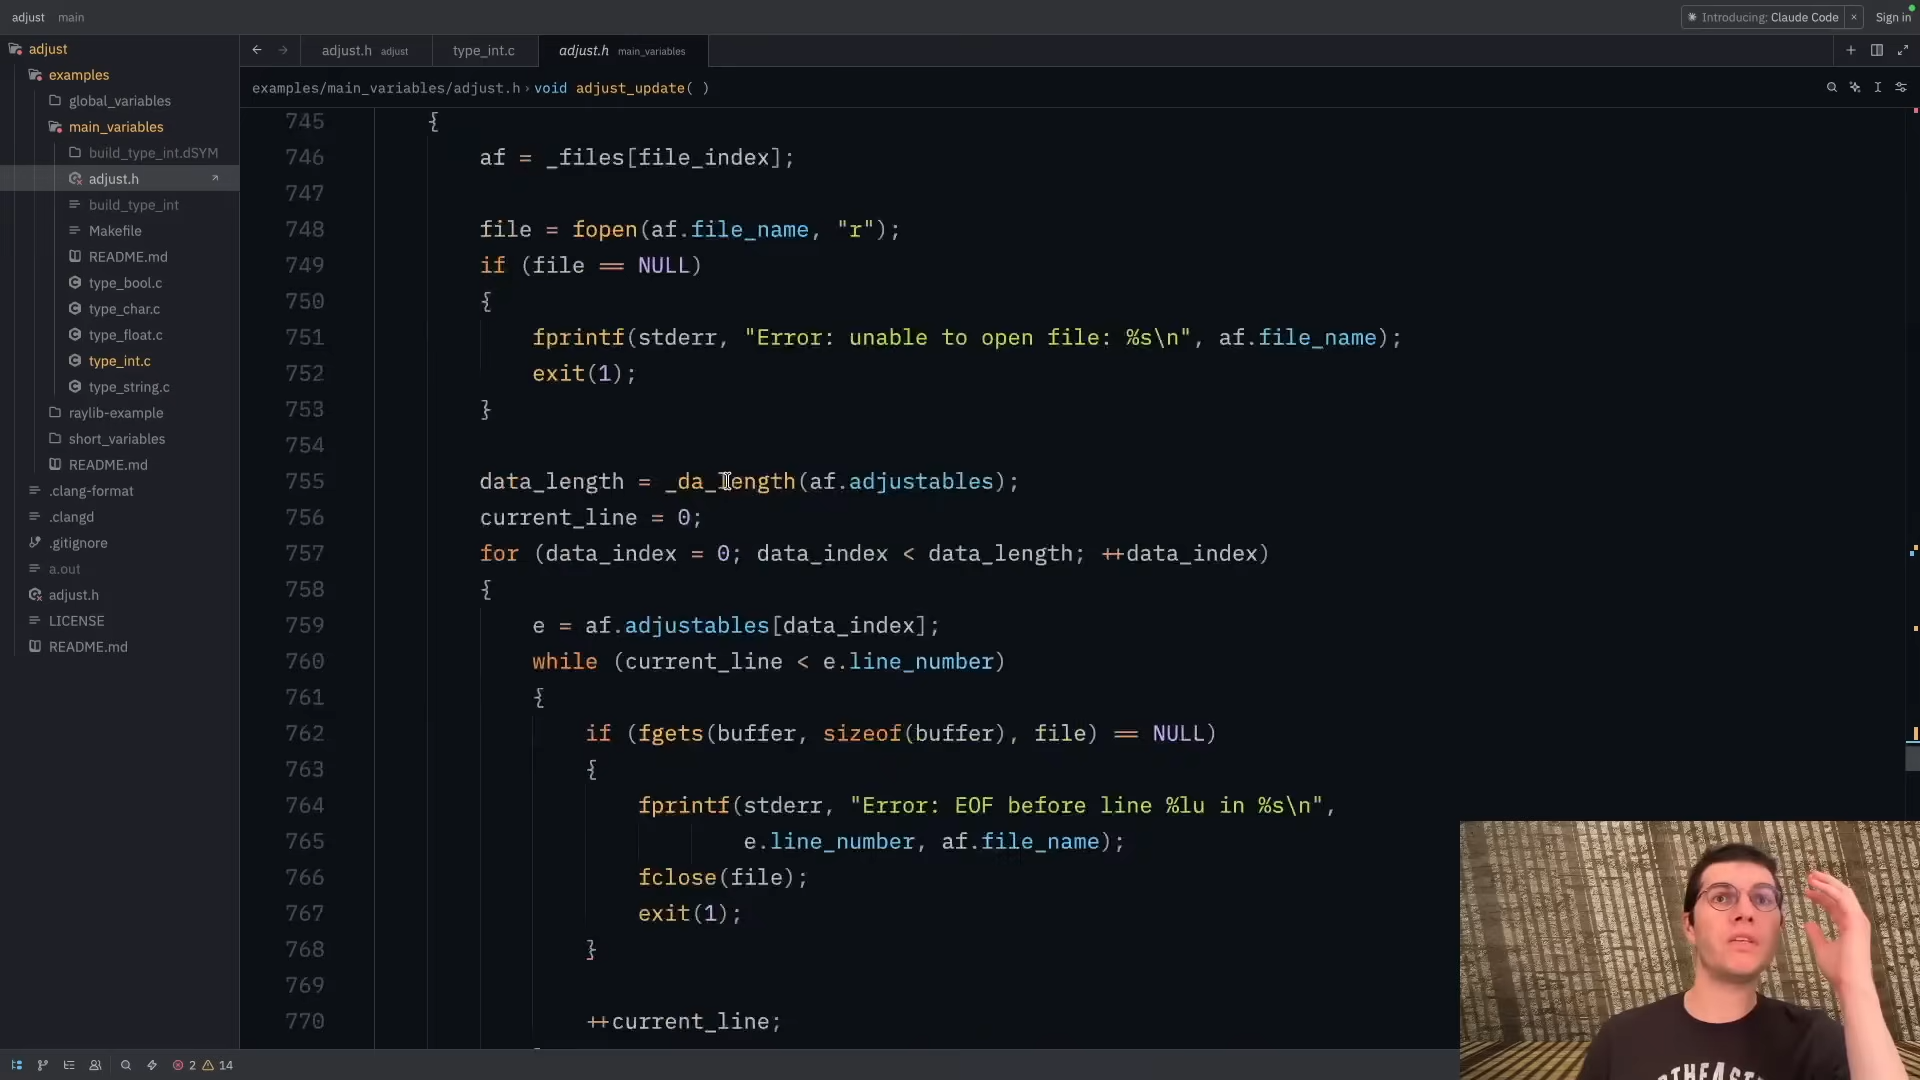 adjust main
Introducing: Claude Code × Sign in
adjust
examples
global_variables
main_variables
build_type_int.dSYM
adjust.h
build_type_int
Makefile
README.md
type_bool.c
type_char.c
type_float.c
type_int.c
type_string.c
raylib-example
short_variables
README.md
.clang-format
.clangd
.gitignore
a.out
adjust.h
LICENSE
README.md
adjust.h adjust type_int.c adjust.h main_variables
examples/main_variables/adjust.h › void adjust_update( )
745 {
746 af = _files[file_index];
747
748 file = fopen(af.file_name, "r");
749 if (file == NULL)
750 {
751 fprintf(stderr, "Error: unable to open file: %s\n", af.file_name);
752 exit(1);
753 }
754
755 data_length = _da_length(af.adjustables);
756 current_line = 0;
757 for (data_index = 0; data_index < data_length; ++data_index)
758 {
759 e = af.adjustables[data_index];
760 while (current_line < e.line_number)
761 {
762 if (fgets(buffer, sizeof(buffer), file) == NULL)
763 {
764 fprintf(stderr, "Error: EOF before line %lu in %s\n",
765 e.line_number, af.file_name);
766 fclose(file);
767 exit(1);
768 }
769
770 ++current_line;
2 14